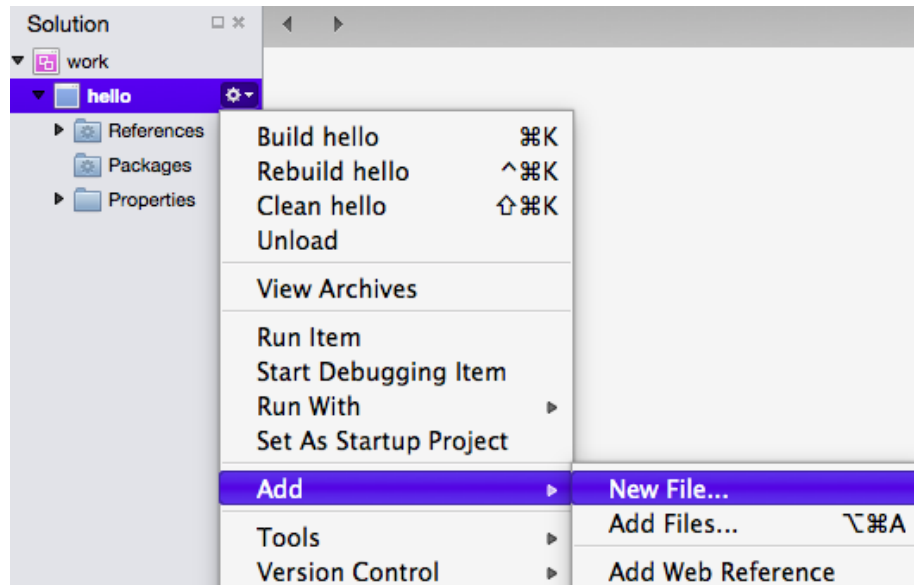 Solution
work
hello
References
Packages
Properties
Build hello ⌘K
Rebuild hello ^⌘K
Clean hello ⇧⌘K
Unload
View Archives
Run Item
Start Debugging Item
Run With
Set As Startup Project
Add
New File...
Add Files... ⌥⌘A
Tools
Version Control
Add Web Reference